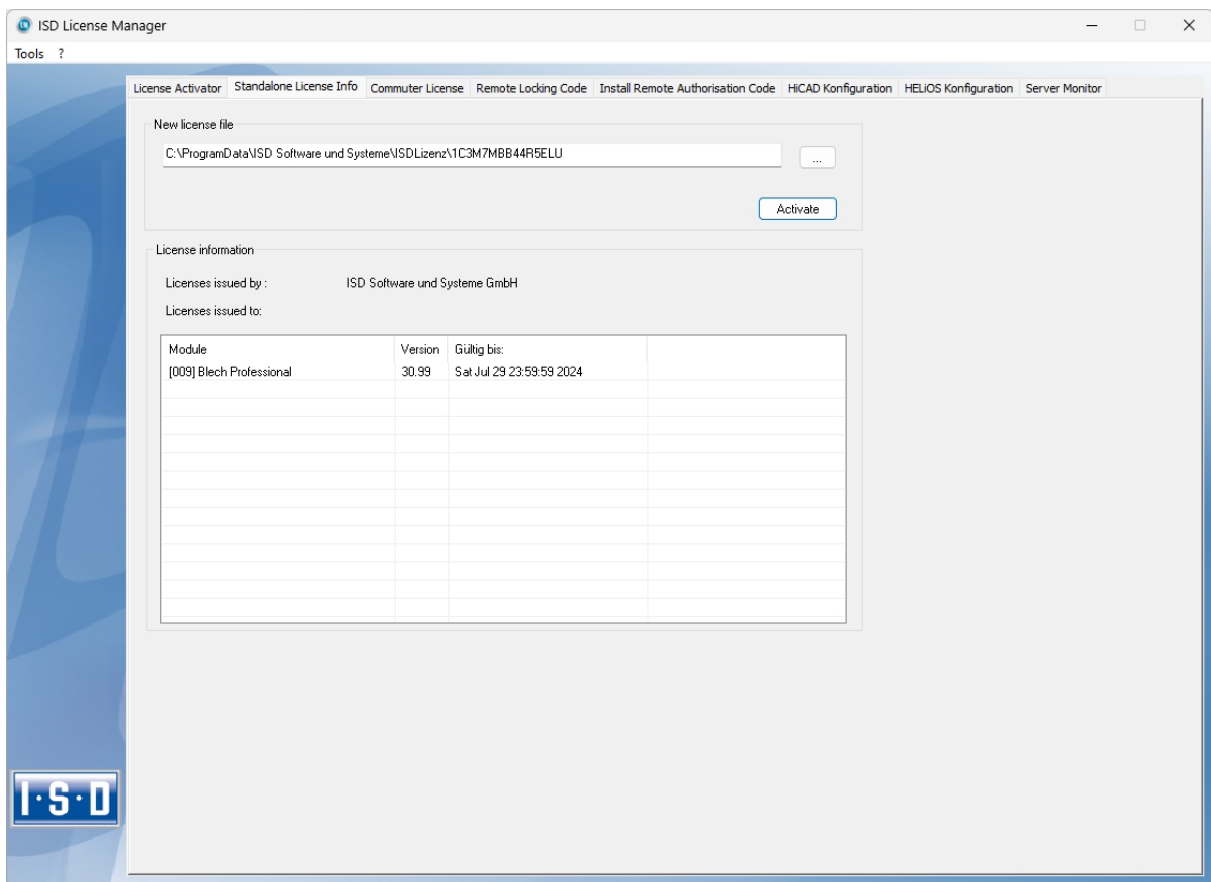 ISD License Manager
Tools ?
License Activator Standalone License Info Commuter License Remote Locking Code Install Remote Authorisation Code HiCAD Konfiguration HELiOS Konfiguration Server Monitor
New license file
C:\ProgramData\ISD Software und Systeme\ISDLizenz\1C3M7MBB44R5ELU
...
Activate
License information
Licenses issued by : ISD Software und Systeme GmbH
Licenses issued to:
Module Version Gültig bis:
[009] Blech Professional 30.99 Sat Jul 29 23:59:59 2024
I·S·D